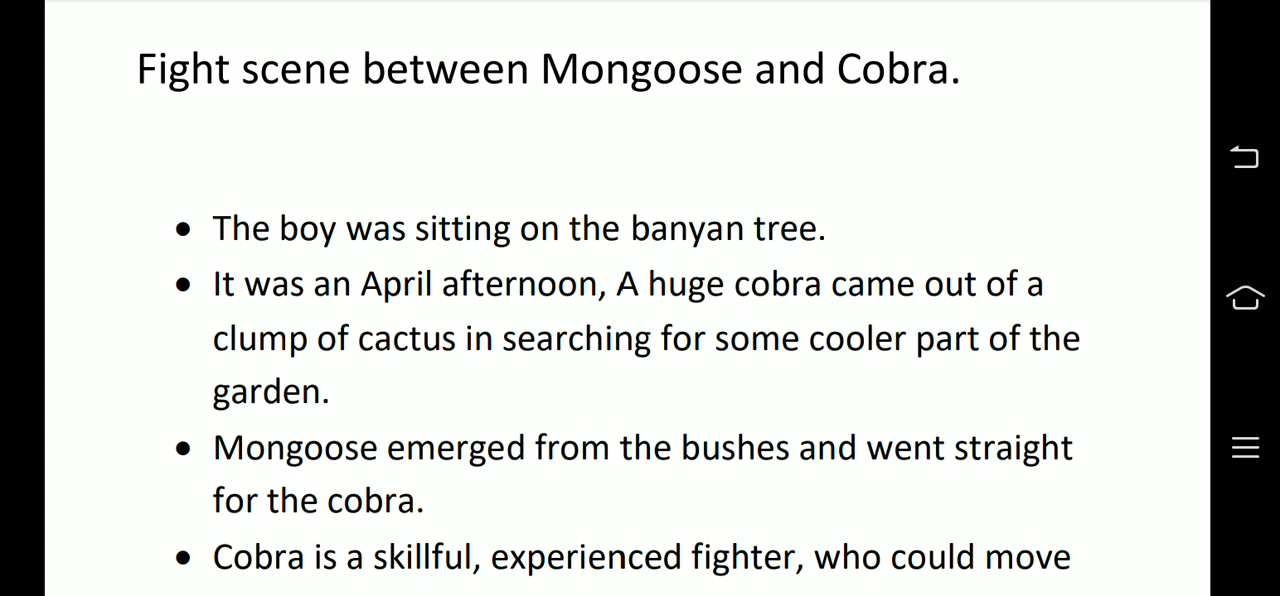 Fight scene between Mongoose and Cobra.
• The boy was sitting on the banyan tree.
• It was an April afternoon, A huge cobra came out of a
clump of cactus in searching for some cooler part of the
garden.
• Mongoose emerged from the bushes and went straight
for the cobra.
• Cobra is a skillful, experienced fighter, who could move